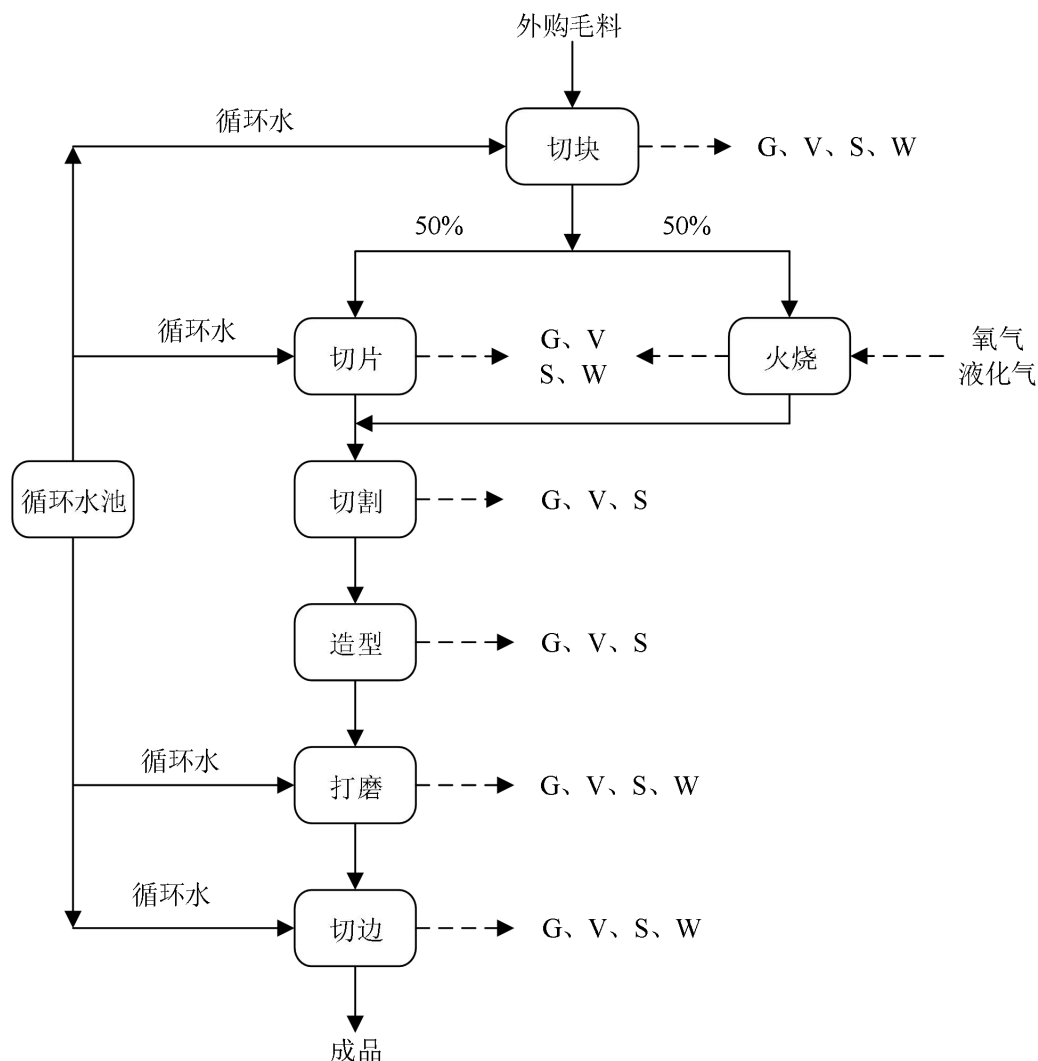 外购毛料
循环水
切块
G、V、S、W
50%
50%
循环水
切片
G、V
S、W
火烧
氧气
液化气
循环水池
切割
G、V、S
造型
G、V、S
循环水
打磨
G、V、S、W
循环水
切边
G、V、S、W
成品